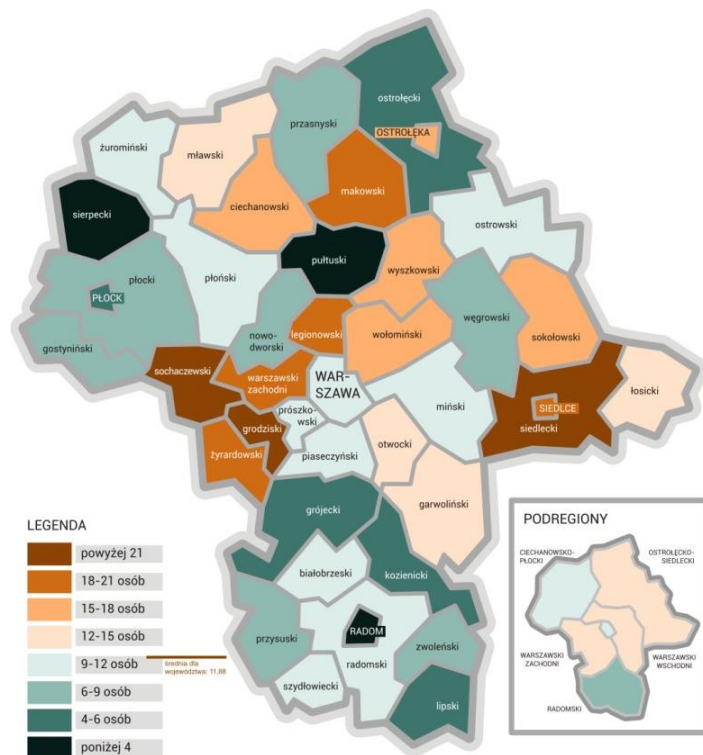 ostrołęcki
OSTROŁĘKA
przasnyski
żuromiński
mławski
makowski
ciechanowski
sierpecki
ostrowski
pułtuski
wyszkowski
płocki
płoński
PŁOCK
węgrowski
sokołowski
nowo-
dworski
legionowski
wołomiński
gostyniński
sochaczewski
warszawski
zachodni
WAR-
SZAWA
miński
łosicki
SIEDLCE
siedlecki
prószko-
wski
grodziski
otwocki
żyrardowski
piaseczyński
garwoliński
grójecki
kozienicki
białobrzeski
RADOM
przysuski
radomski
zwoleński
szydłowiecki
lipski
LEGENDA
powyżej 21
18-21 osób
15-18 osób
12-15 osób
9-12 osób
średnia dla
województwa: 11,88
6-9 osób
4-6 osób
poniżej 4
PODREGIONY
CIECHANOWSKO-
PŁOCKI
OSTROŁĘCKO-
SIEDLECKI
WARSZAWSKI
ZACHODNI
WARSZAWSKI
WSCHODNI
RADOMSKI